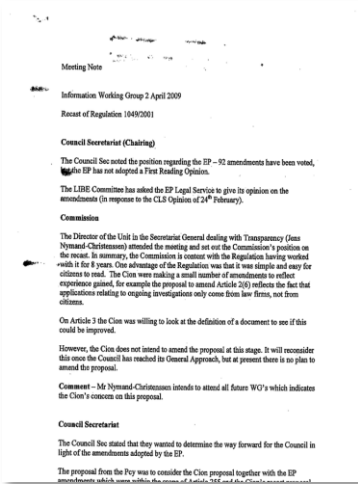 Meeting Note
Information Working Group 2 April 2009
Recast of Regulation 1049/2001
Council Secretariat (Chairing)
The Council Sec noted the position regarding the EP – 92 amendments have been voted,
the EP has not adopted a First Reading Opinion.
The LIBE Committee has asked the EP Legal Service to give its opinion on the
amendments (in response to the CLS Opinion of 24th February).
Commission
The Director of the Unit in the Secretariat General dealing with Transparency (Jens
Nymand-Christensen) attended the meeting and set out the Commission's position on
the recast. In summary, the Commission is content with the Regulation having worked
with it for 8 years. One advantage of the Regulation was that it was simple and easy for
citizens to read. The Cion were making a small number of amendments to reflect
experience gained, for example the proposal to amend Article 2(6) reflects the fact that
applications relating to ongoing investigations only come from law firms, not from
citizens.
On Article 3 the Cion was willing to look at the definition of a document to see if this
could be improved.
However, the Cion does not intend to amend the proposal at this stage. It will reconsider
this once the Council has reached its General Approach, but at present there is no plan to
amend the proposal.
Comment – Mr Nymand-Christensen intends to attend all future WG's which indicates
the Cion's concern on this proposal.
Council Secretariat
The Council Sec stated that they wanted to determine the way forward for the Council in
light of the amendments adopted by the EP.
The proposal from the Pcy was to consider the Cion proposal together with the EP
amendments which were within the scope of Article 255 and the Cion's recast proposal